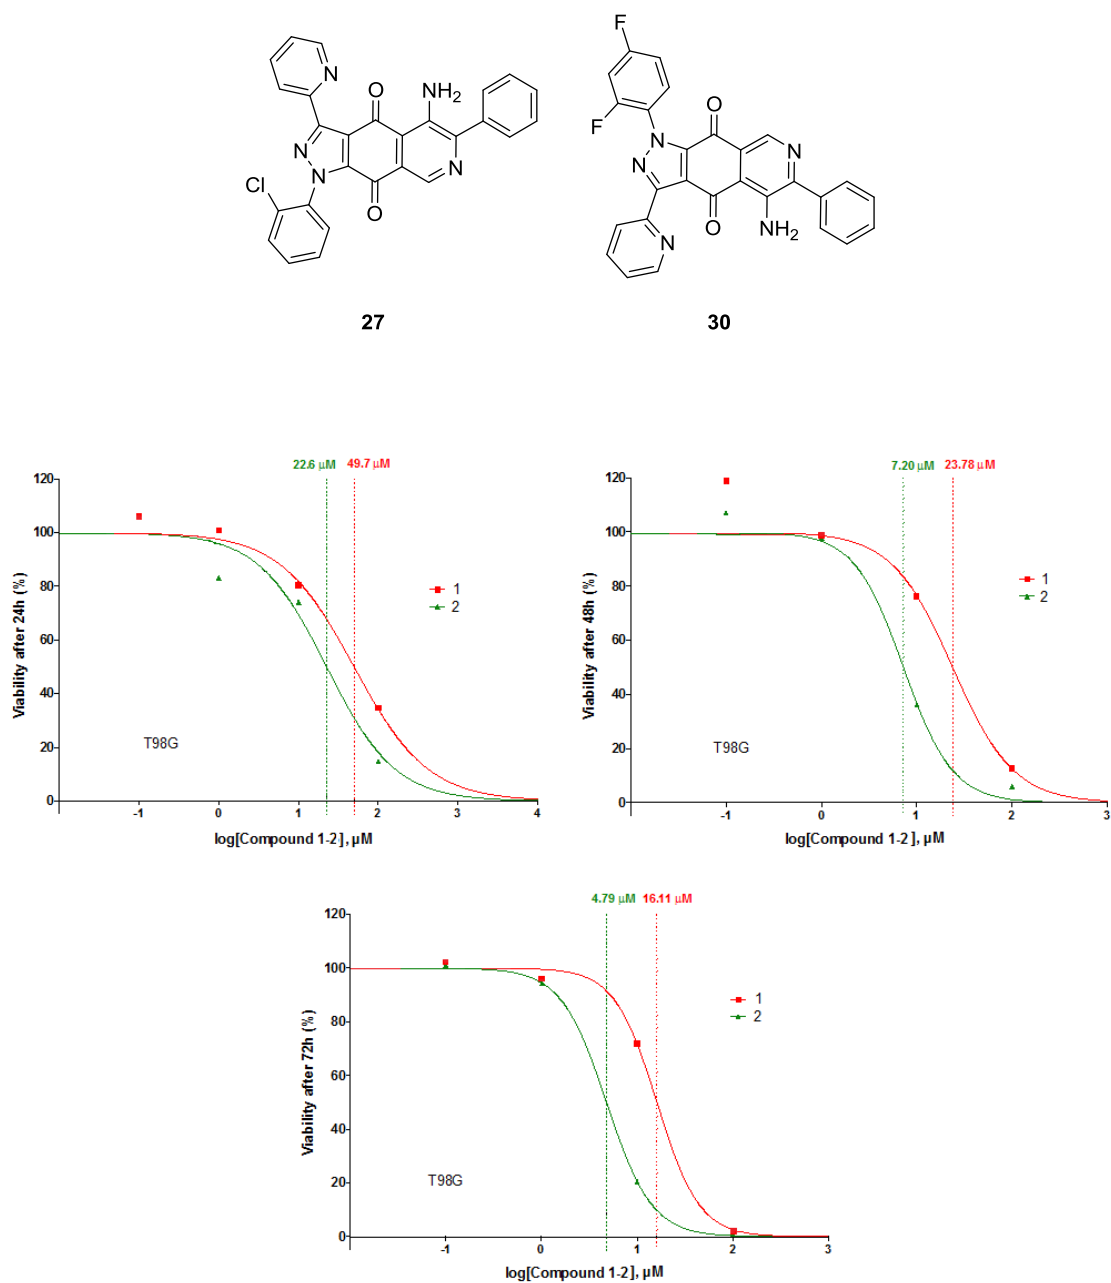 F
N
O
NH2
N
N
Cl
N
O
N
F
O
N
N
N
O
NH2
N
27
30
22.6 µM 49.7 µM
120
100
80
60
40
20
0
Viability after 24h (%)
1
2
T98G
-1 0 1 2 3 4
log[Compound 1-2], µM
7.20 µM 23.78 µM
120
100
80
60
40
20
0
Viability after 48h (%)
1
2
T98G
-1 0 1 2 3
log[Compound 1-2], µM
4.79 µM 16.11 µM
120
100
80
60
40
20
0
Viability after 72h (%)
1
2
T98G
-1 0 1 2 3
log[Compound 1-2], µM